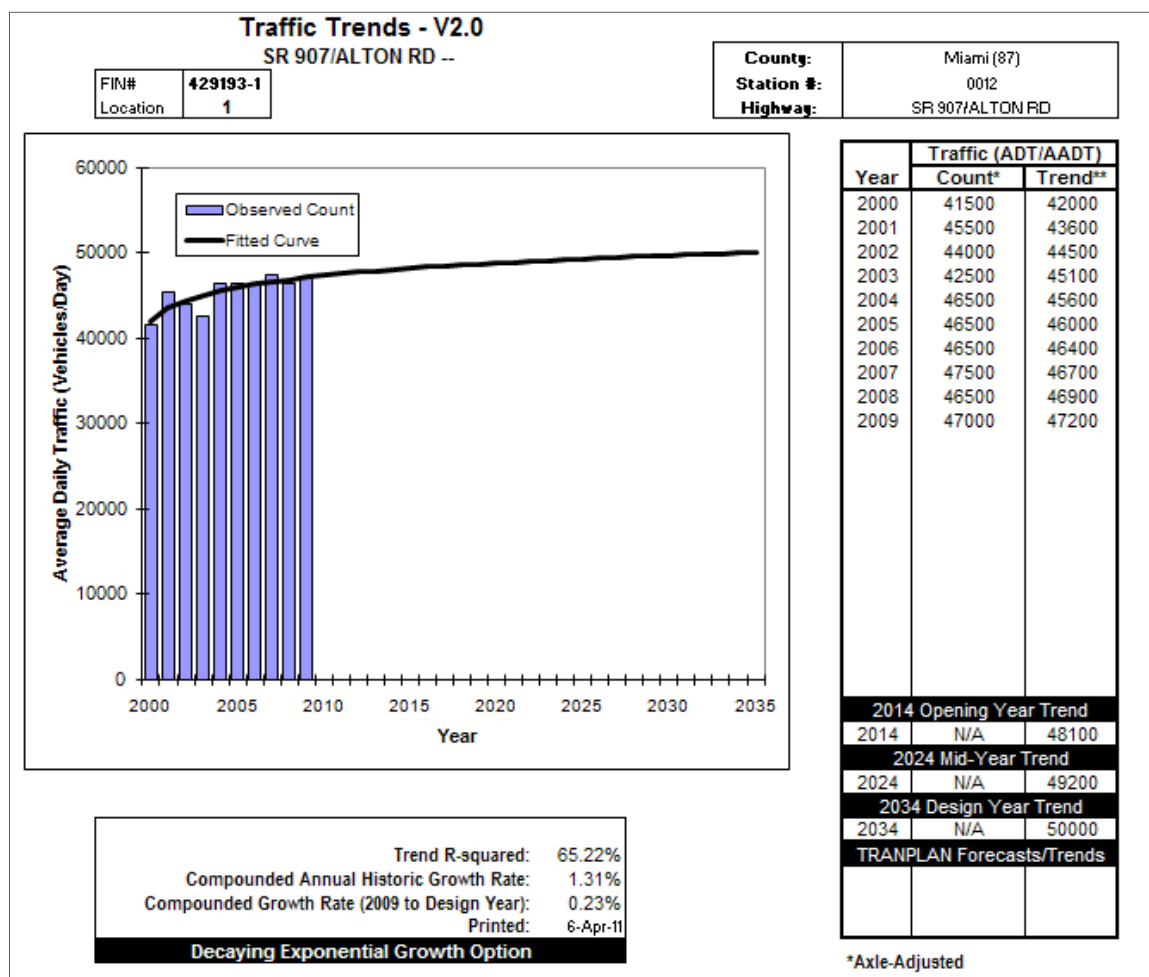 Traffic Trends - V2.0
SR 907/ALTON RD --
FIN# 429193-1
Location 1
County: Miami (87)
Station #: 0012
Highway: SR 907/ALTON RD
60000
50000
40000
30000
20000
10000
0
Average Daily Traffic (Vehicles/Day)
Observed Count
Fitted Curve
2000 2005 2010 2015 2020 2025 2030 2035
Year
Traffic (ADT/AADT)
Year Count* Trend**
2000 41500 42000
2001 45500 43600
2002 44000 44500
2003 42500 45100
2004 46500 45600
2005 46500 46000
2006 46500 46400
2007 47500 46700
2008 46500 46900
2009 47000 47200
2014 Opening Year Trend
2014 N/A 48100
2024 Mid-Year Trend
2024 N/A 49200
2034 Design Year Trend
2034 N/A 50000
TRANPLAN Forecasts/Trends
Trend R-squared: 65.22%
Compounded Annual Historic Growth Rate: 1.31%
Compounded Growth Rate (2009 to Design Year): 0.23%
Printed: 6-Apr-11
Decaying Exponential Growth Option
*Axle-Adjusted